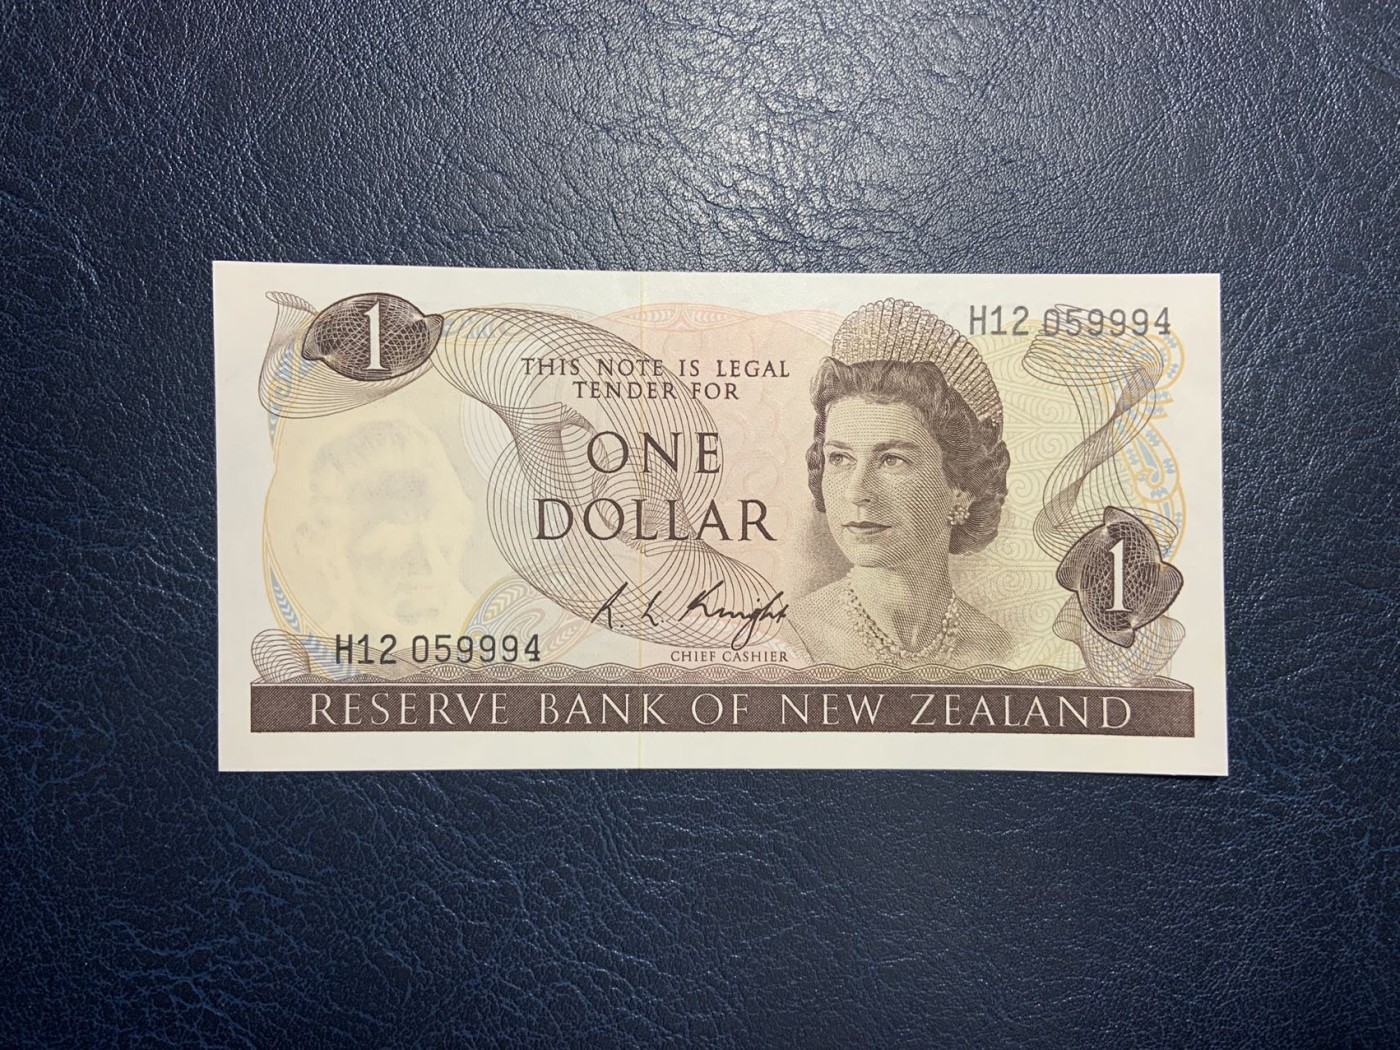 1
H12 059994
THIS NOTE IS LEGAL
TENDER FOR
ONE
DOLLAR
1
R. L. Knight
H12 059994
CHIEF CASHIER
RESERVE BANK OF NEW ZEALAND